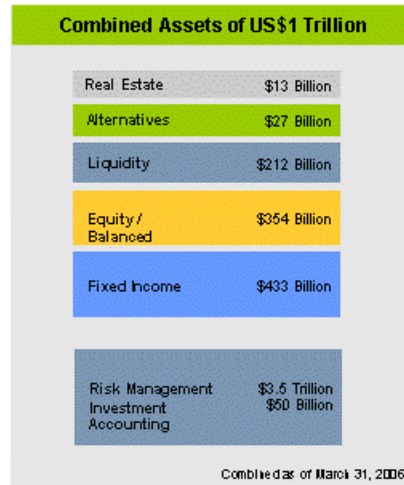 Combined Assets of US$1 Trillion
Real Estate $13 Billion
Alternatives $27 Billion
Liquidity $212 Billion
Equity / $354 Billion
Balanced
Fixed Income $433 Billion
Risk Management $3.5 Trillion
Investment $50 Billion
Accounting
Combined as of March 31, 2006